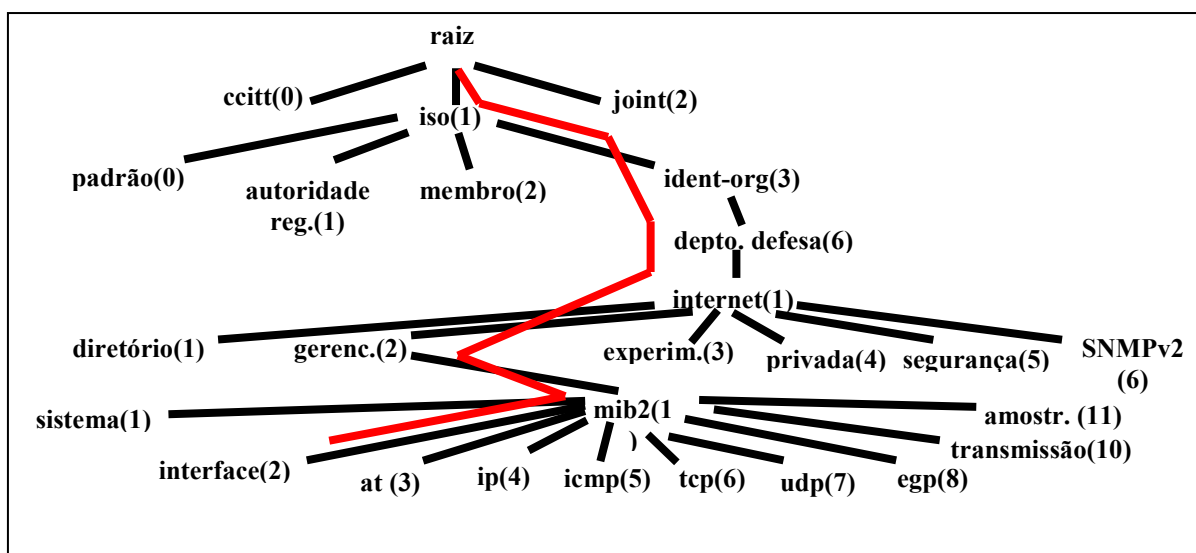 raiz
ccitt(0)
joint(2)
iso(1)
padrão(0)
autoridade
reg.(1)
membro(2)
ident-org(3)
depto. defesa(6)
internet(1)
diretório(1)
gerenc.(2)
experim.(3)
privada(4)
segurança(5)
SNMPv2
(6)
sistema(1)
mib2(1
)
amostr. (11)
interface(2)
at (3)
ip(4)
icmp(5)
tcp(6)
udp(7)
egp(8)
transmissão(10)